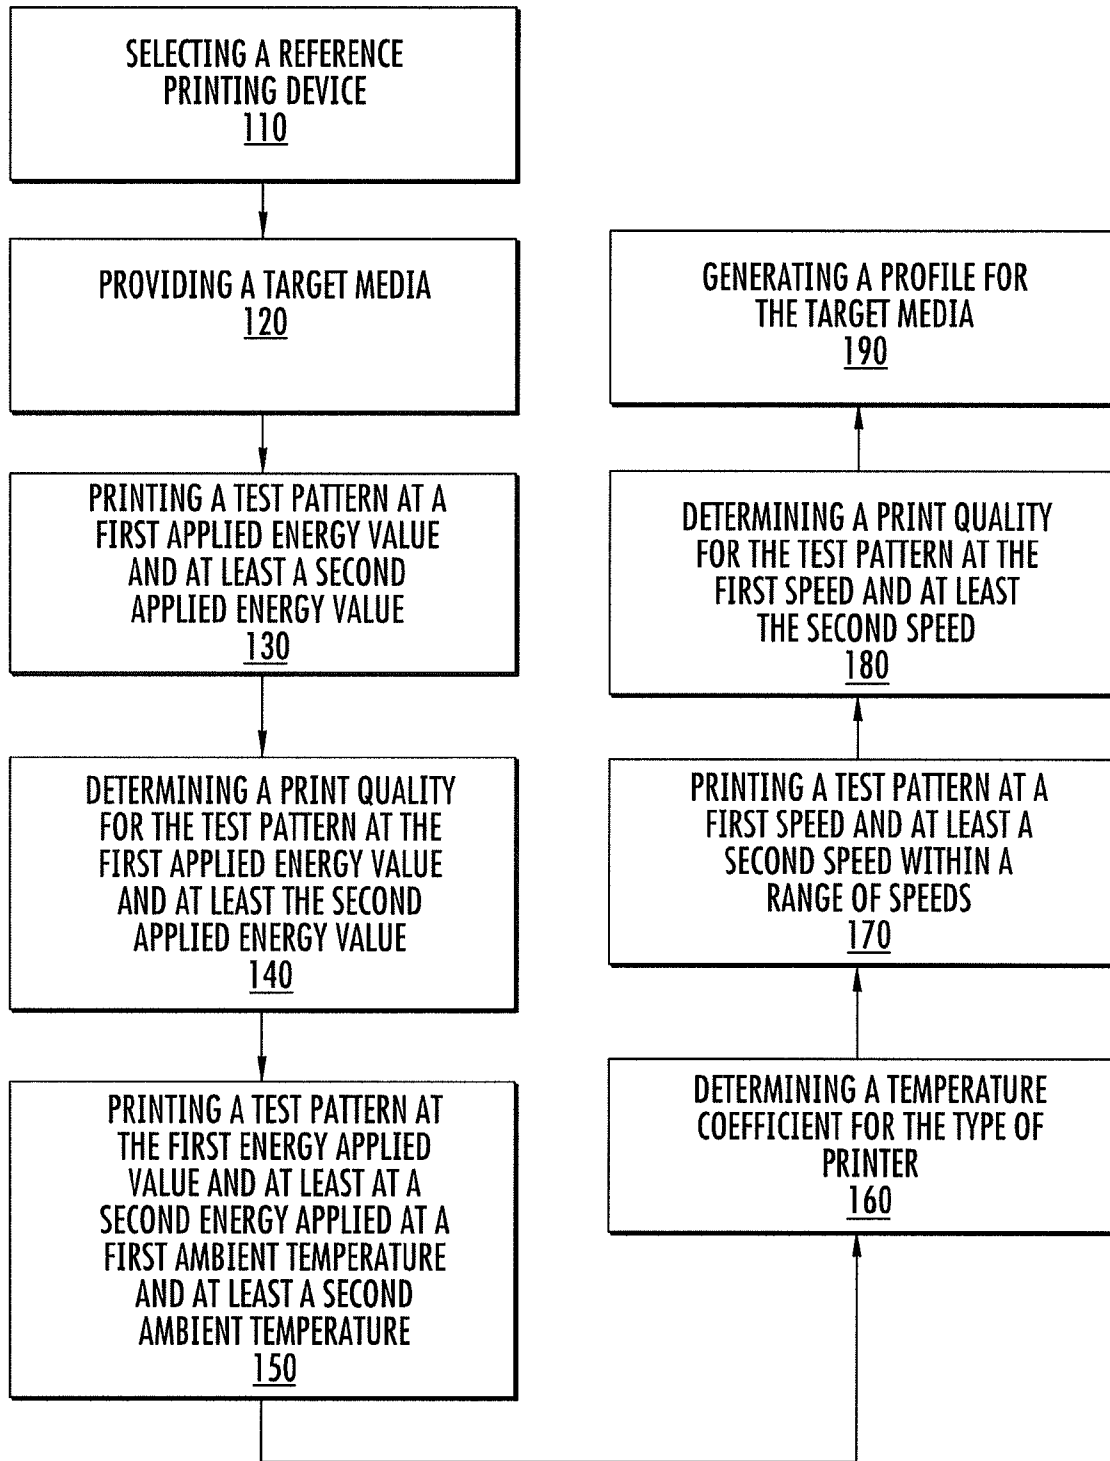 SELECTING A REFERENCE
PRINTING DEVICE
110
PROVIDING A TARGET MEDIA
120
PRINTING A TEST PATTERN AT A
FIRST APPLIED ENERGY VALUE
AND AT LEAST A SECOND
APPLIED ENERGY VALUE
130
DETERMINING A PRINT QUALITY
FOR THE TEST PATTERN AT THE
FIRST APPLIED ENERGY VALUE
AND AT LEAST THE SECOND
APPLIED ENERGY VALUE
140
PRINTING A TEST PATTERN AT
THE FIRST ENERGY APPLIED
VALUE AND AT LEAST AT A
SECOND ENERGY APPLIED AT A
FIRST AMBIENT TEMPERATURE
AND AT LEAST A SECOND
AMBIENT TEMPERATURE
150
DETERMINING A TEMPERATURE
COEFFICIENT FOR THE TYPE OF
PRINTER
160
PRINTING A TEST PATTERN AT A
FIRST SPEED AND AT LEAST A
SECOND SPEED WITHIN A
RANGE OF SPEEDS
170
DETERMINING A PRINT QUALITY
FOR THE TEST PATTERN AT THE
FIRST SPEED AND AT LEAST
THE SECOND SPEED
180
GENERATING A PROFILE FOR
THE TARGET MEDIA
190